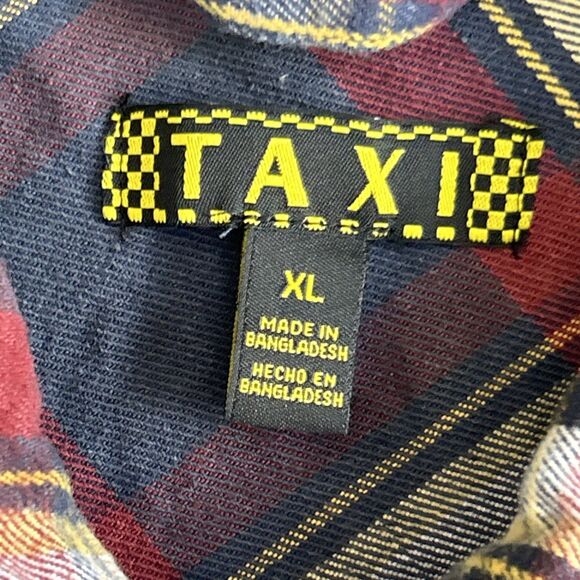 TAXI
XL
MADE IN
BANGLADESH
HECHO EN
BANGLADESH